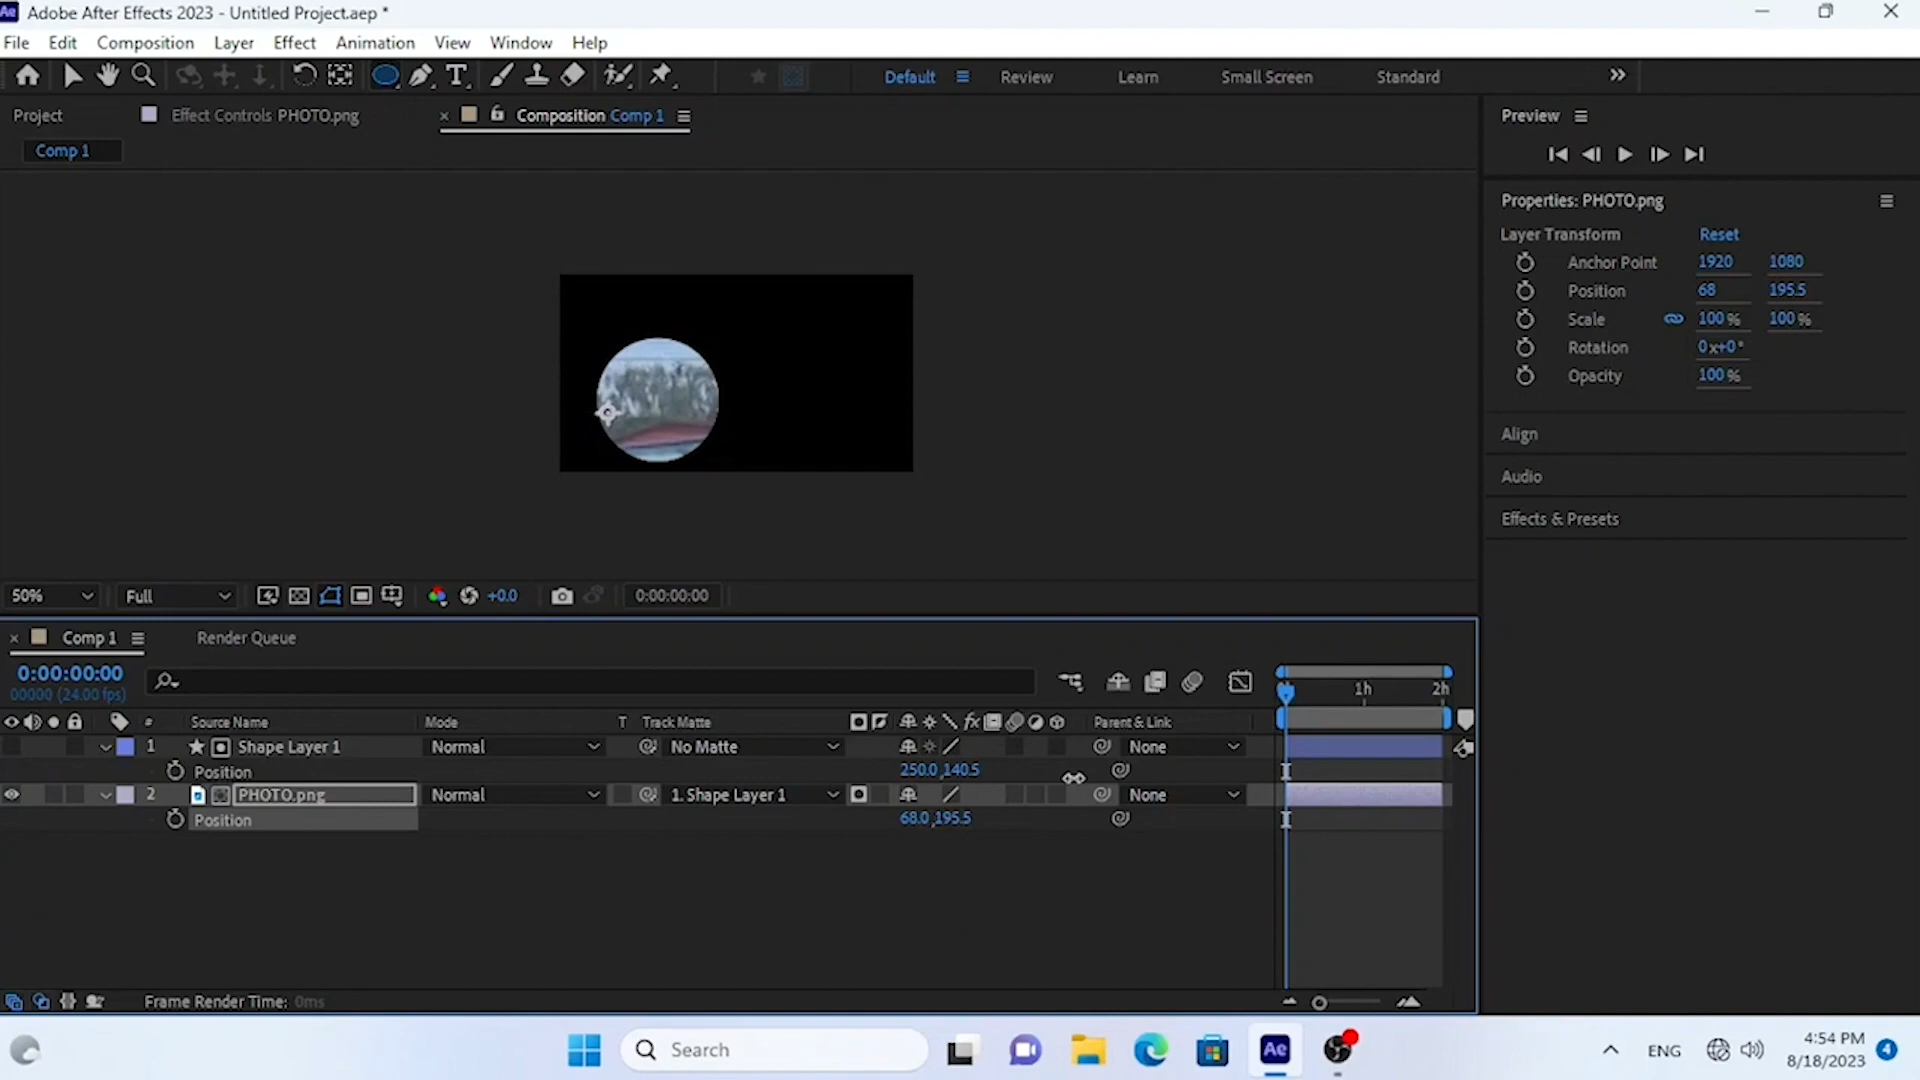 Ae Adobe After Effects 2023 - Untitled Project.aep *
File Edit Composition Layer Effect Animation View Window Help
Default Review Learn Small Screen Standard
Project Effect Controls PHOTO.png × Composition Comp 1
Comp 1
Preview
Properties: PHOTO.png
Layer Transform Reset
Anchor Point 1920 1080
Position 68 195.5
Scale 100 % 100 %
Rotation 0x+0°
Opacity 100 %
Align
Audio
Effects & Presets
50% Full +0.0 0:00:00:00
× Comp 1 Render Queue
0:00:00:00
00000 (24.00 fps)
1h 2h
# Source Name Mode T Track Matte fx Parent & Link
1 Shape Layer 1 Normal No Matte None
Position 250.0 ,140.5
2 PHOTO.png Normal 1. Shape Layer 1 None
Position 68.0 ,195.5
Frame Render Time: 0ms
Search Ae ENG 4:54 PM 4
8/18/2023